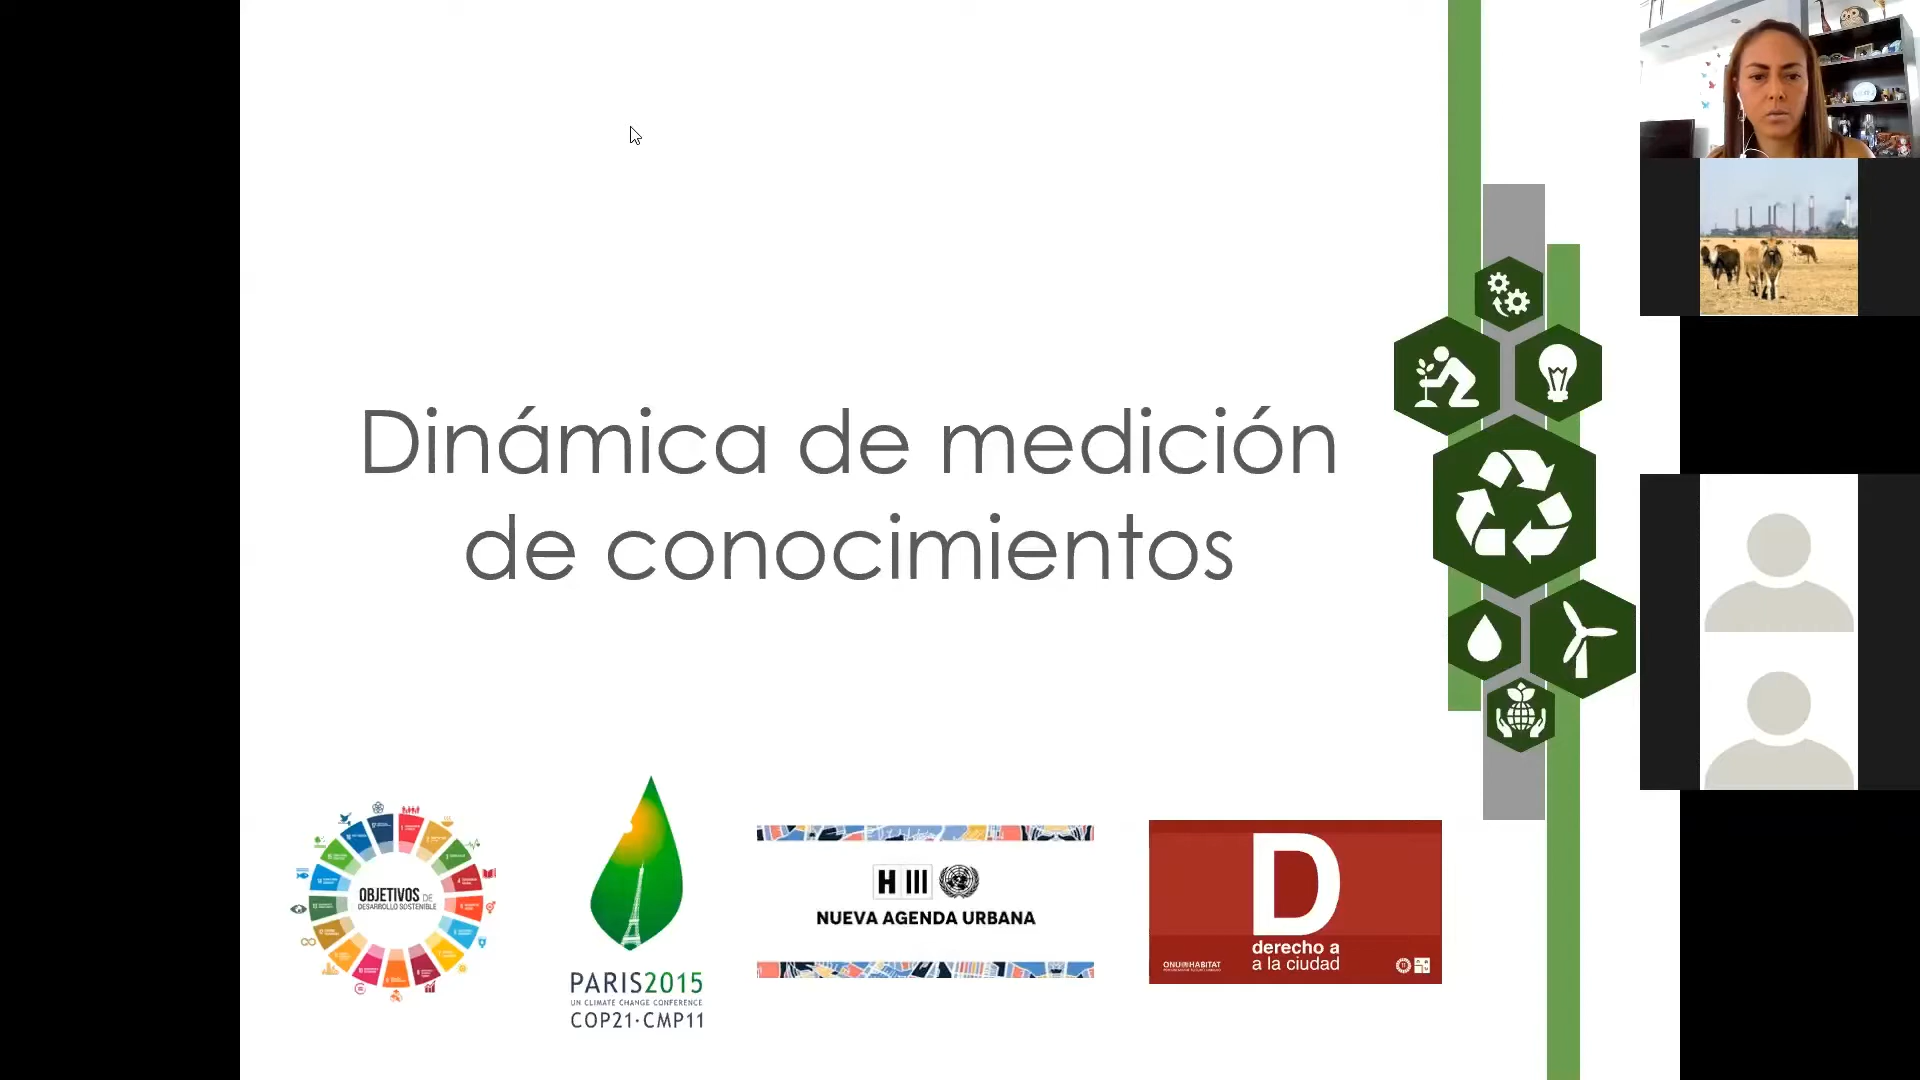 Dinámica de medición
de conocimientos
OBJETIVOS DE
DESARROLLO SOSTENIBLE
PARIS2015
UN CLIMATE CHANGE CONFERENCE
COP21·CMP11
H III
NUEVA AGENDA URBANA
D
derecho a
a la ciudad
ONU HABITAT